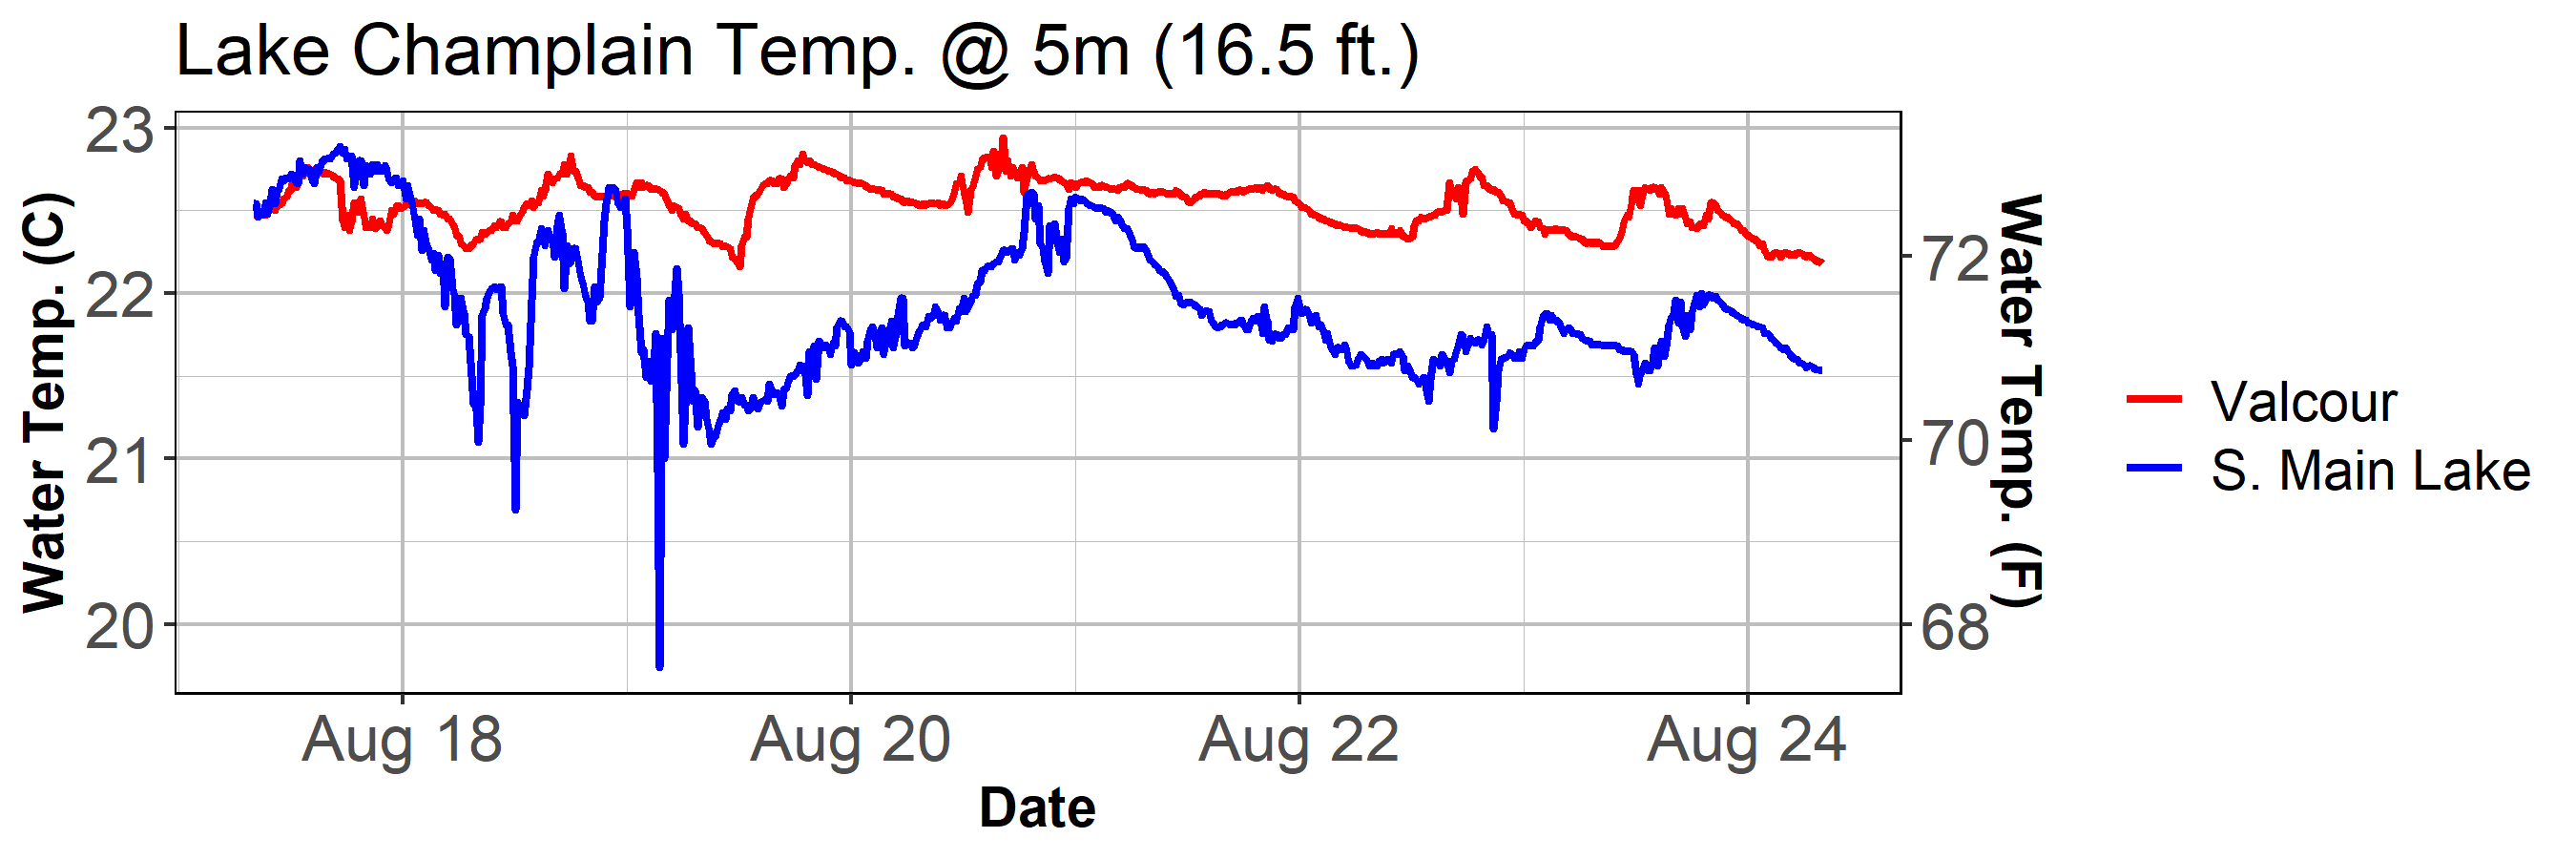 Lake Champlain Temp. @ 5m (16.5 ft.)
23
22
21
20
Water Temp. (C)
72
70
68
Water Temp. (F)
Valcour
S. Main Lake
Aug 18
Aug 20
Aug 22
Aug 24
Date